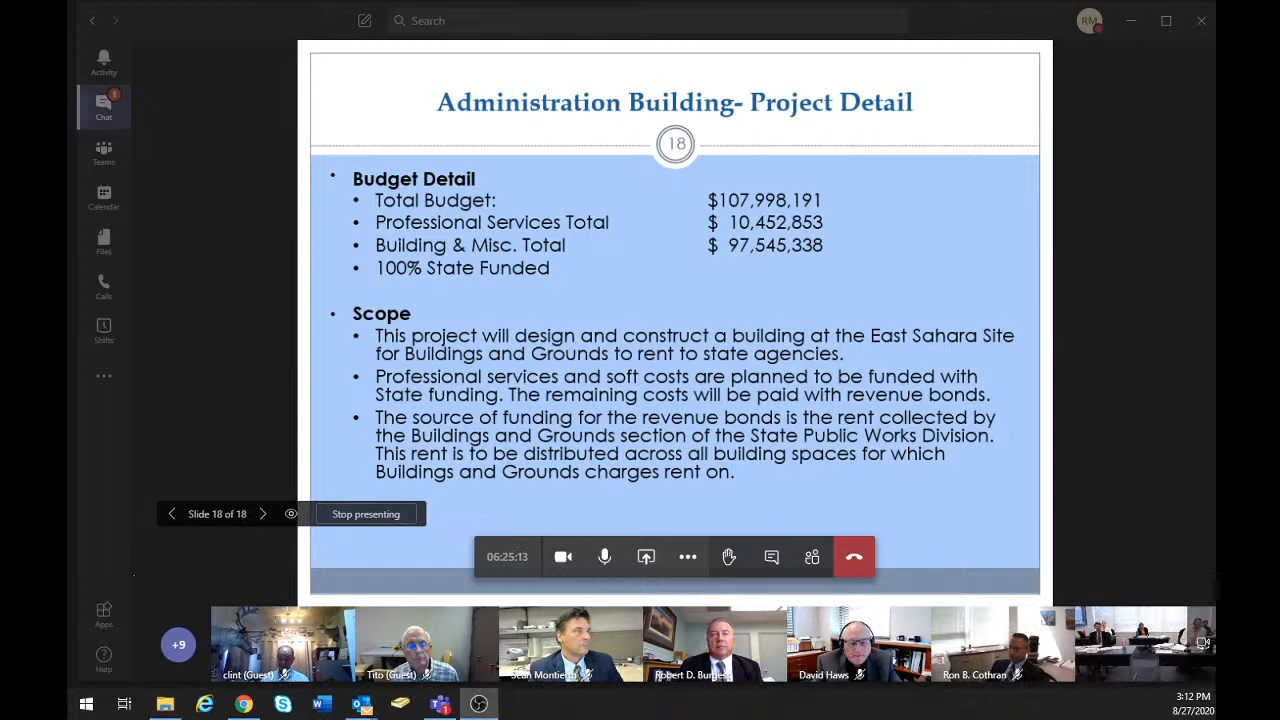 Search
RM
Activity
1
Chat
Teams
Calendar
Files
Calls
Shifts
Apps
Help
Administration Building- Project Detail
18
• Budget Detail
• Total Budget: $107,998,191
• Professional Services Total $ 10,452,853
• Building & Misc. Total $ 97,545,338
• 100% State Funded
• Scope
• This project will design and construct a building at the East Sahara Site
for Buildings and Grounds to rent to state agencies.
• Professional services and soft costs are planned to be funded with
State funding. The remaining costs will be paid with revenue bonds.
• The source of funding for the revenue bonds is the rent collected by
the Buildings and Grounds section of the State Public Works Division.
This rent is to be distributed across all building spaces for which
Buildings and Grounds charges rent on.
Slide 18 of 18
Stop presenting
06:25:13
+9
clint (Guest)
Tito (Guest)
Sean Montierth
Robert D. Burgess
David Haws
Ron B. Cothran
3:12 PM
8/27/2020